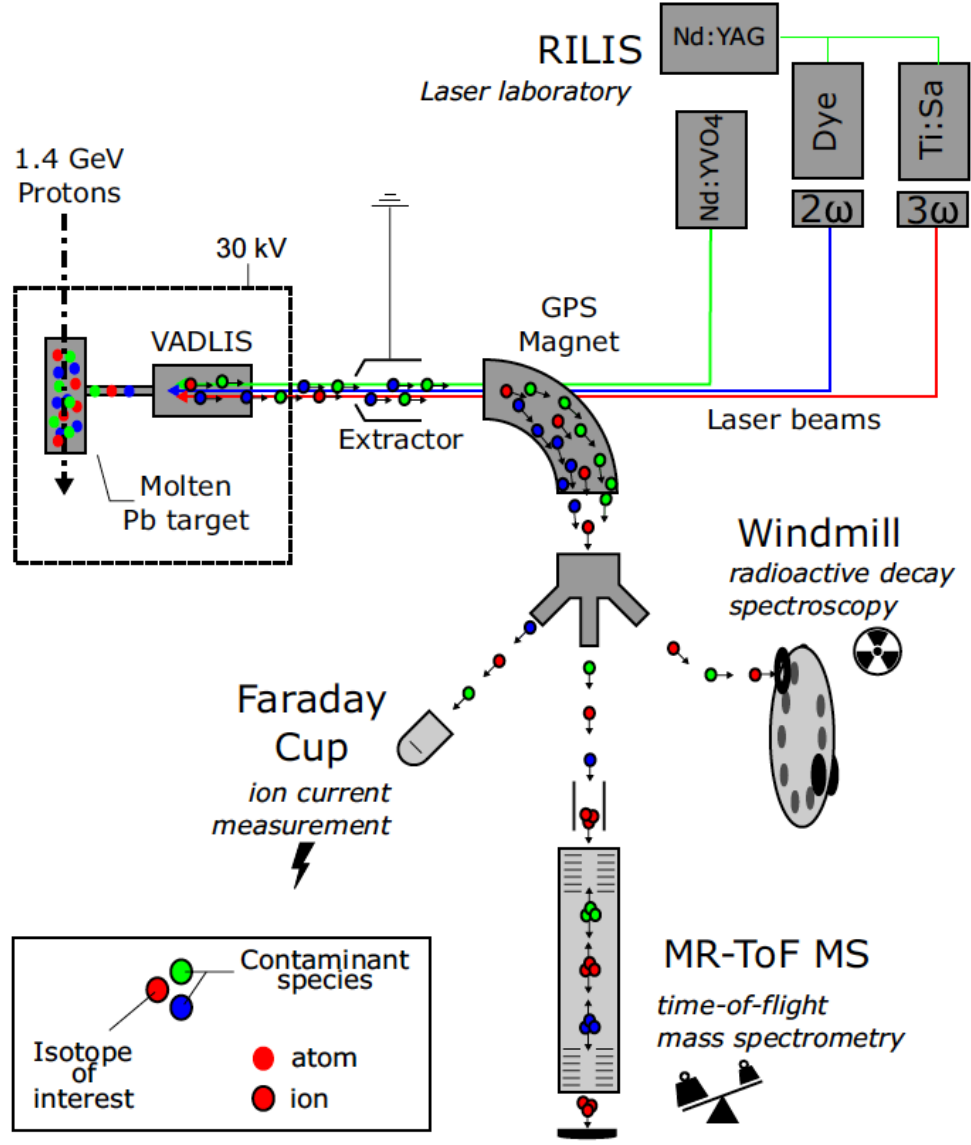 RILIS
Laser laboratory
Nd:YAG
Dye
Ti:Sa
Nd:YVO4
2ω
3ω
1.4 GeV
Protons
30 kV
VADLIS
GPS
Magnet
Extractor
Laser beams
Molten
Pb target
Windmill
radioactive decay
spectroscopy
Faraday
Cup
ion current
measurement
MR-ToF MS
time-of-flight
mass spectrometry
Contaminant
species
Isotope
of
interest
atom
ion